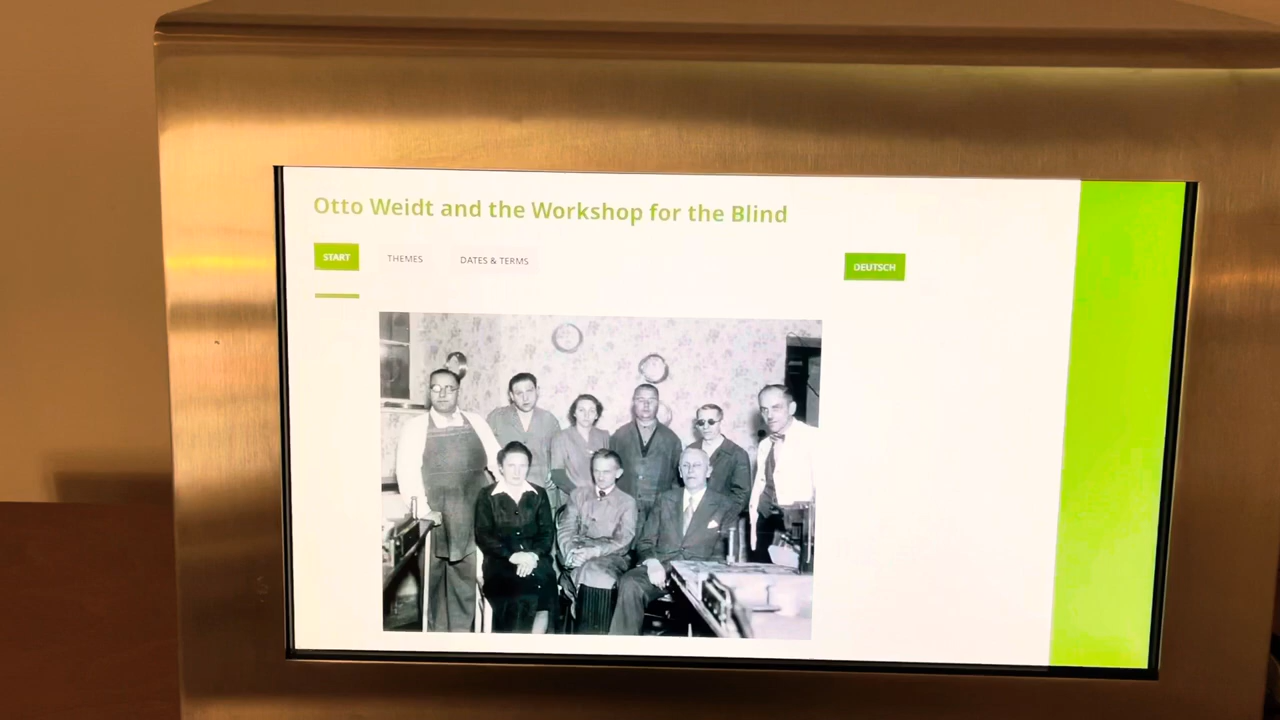 Otto Weidt and the Workshop for the Blind
START THEMES DATES & TERMS DEUTSCH